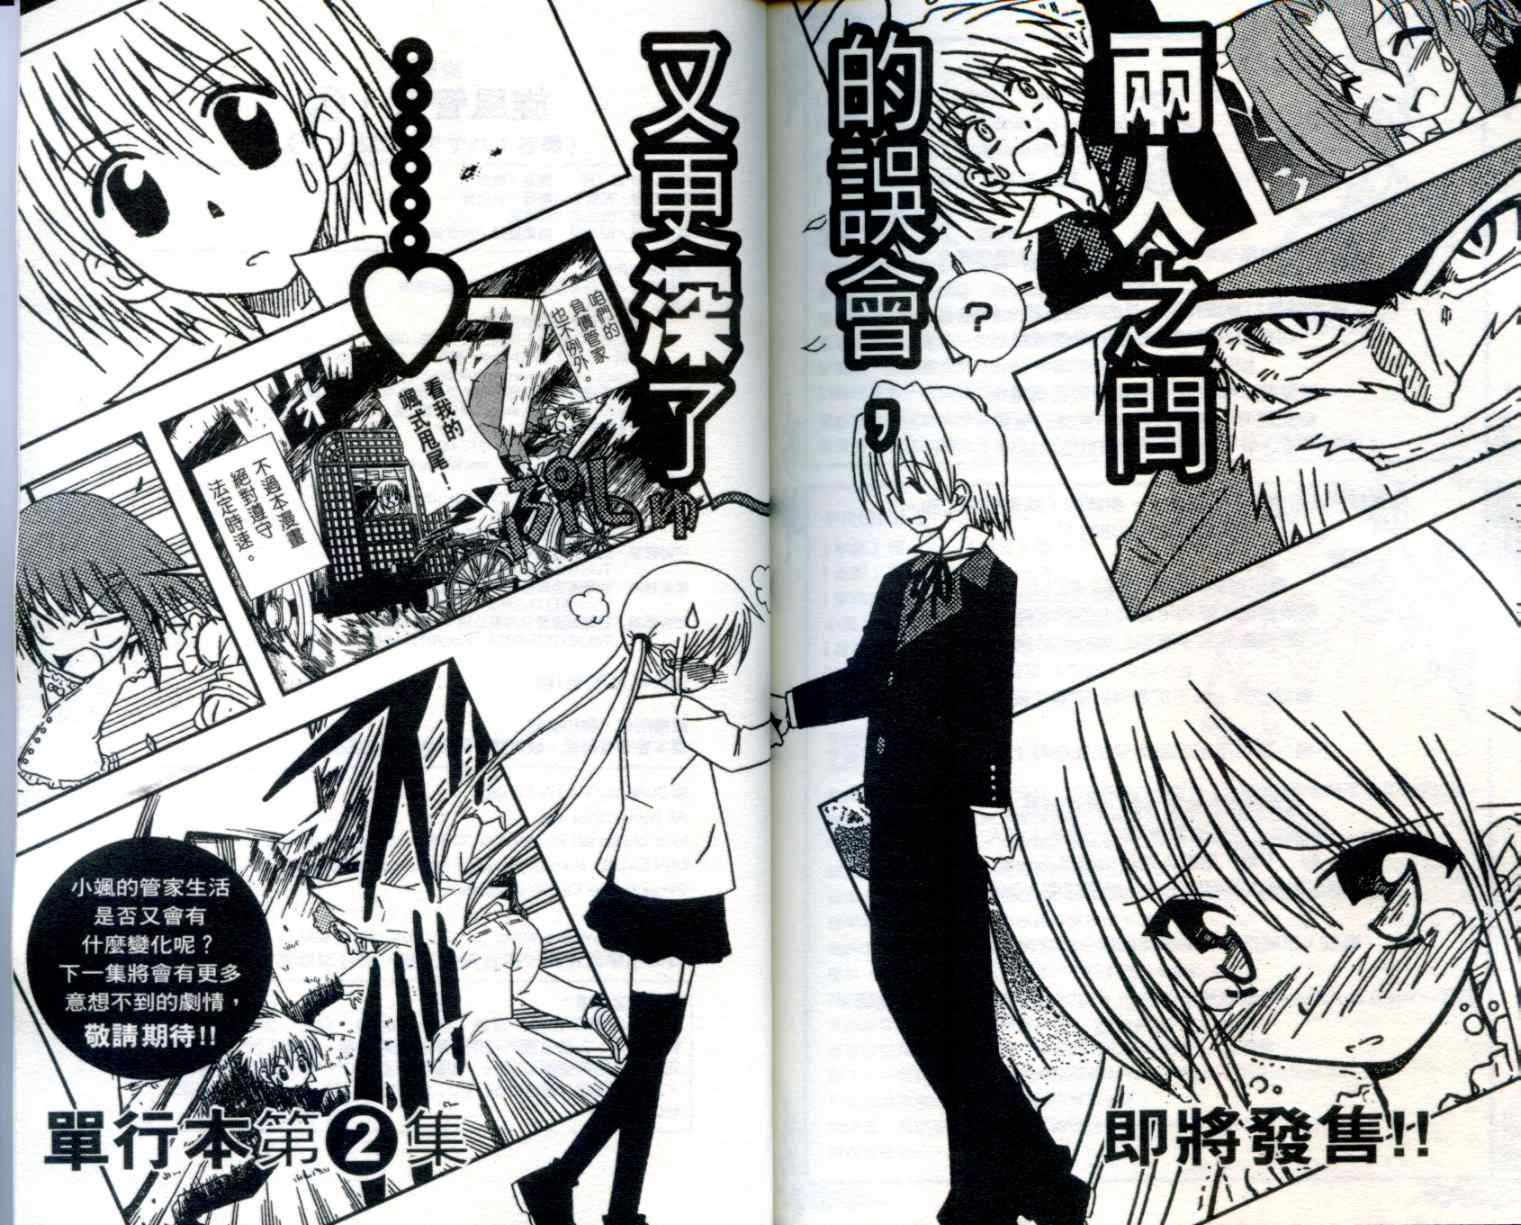 兩人之間
的誤會，
又更深了
？
咱們的
負債管家
也不例外。
看我的
颯式甩尾！
不過本漫畫
絕對遵守
法定時速。
小颯的管家生活
是否又會有
什麼變化呢？
下一集將會有更多
意想不到的劇情，
敬請期待!!
單行本第2集
即將發售!!